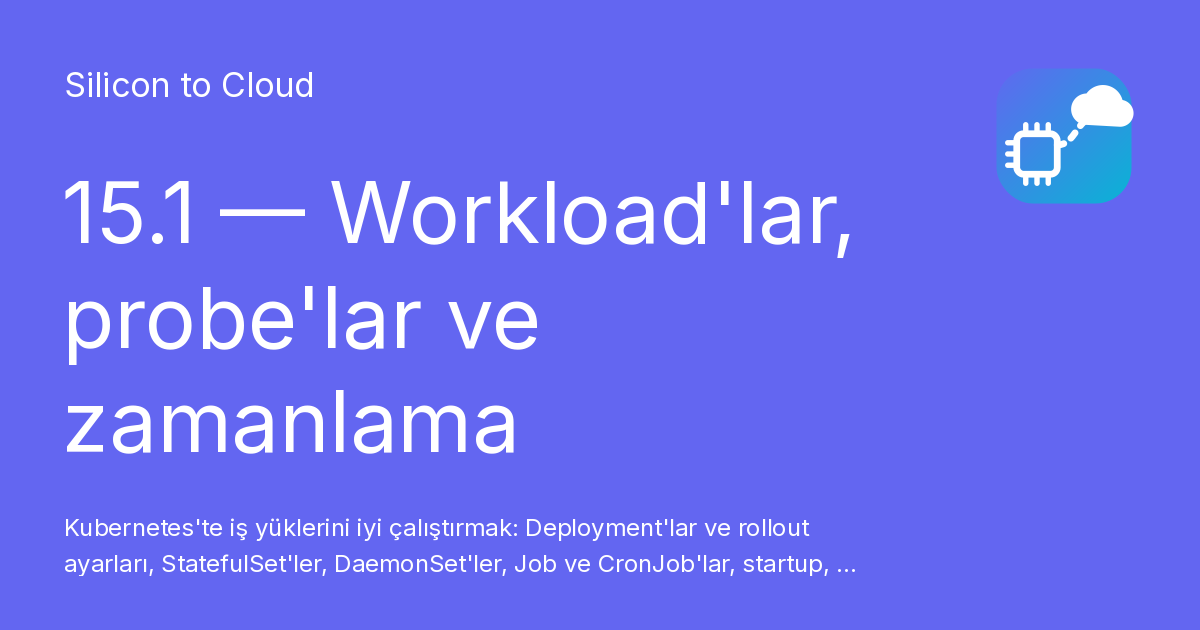 Silicon to Cloud
15.1 — Workload'lar,
probe'lar ve
zamanlama
Kubernetes'te iş yüklerini iyi çalıştırmak: Deployment'lar ve rollout
ayarları, StatefulSet'ler, DaemonSet'ler, Job ve CronJob'lar, startup, ...